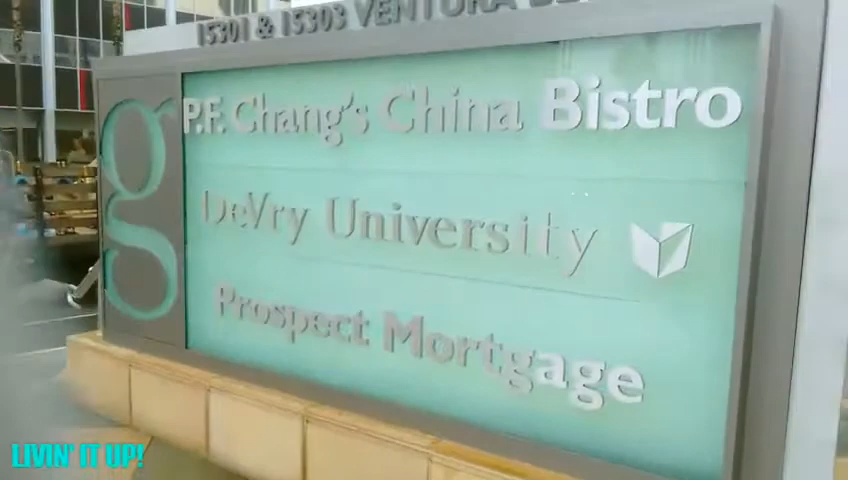 15301 & 15303 VENTURA
g
P.F. Chang's China Bistro
DeVry University
Prospect Mortgage
LIVIN' IT UP!